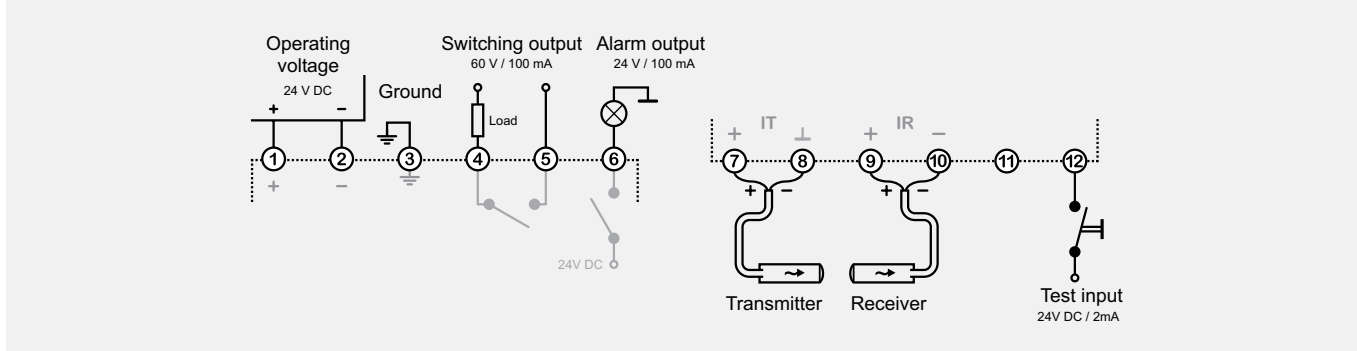 Operating
voltage
24 V DC
+ −
Ground
Switching output
60 V / 100 mA
Load
Alarm output
24 V / 100 mA
1 2 3 4 5 6
+ −
24V DC
+ IT ⊥ + IR −
7 8 9 10 11 12
+ − + −
Transmitter Receiver
Test input
24V DC / 2mA